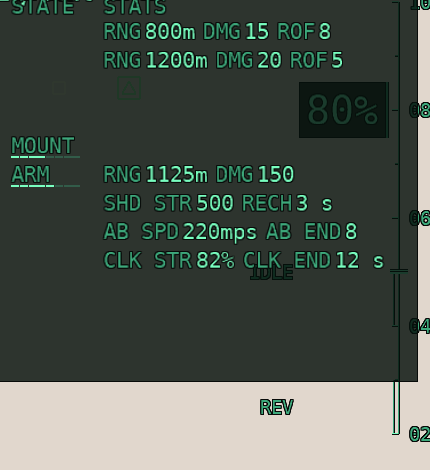 STATE STATS
RNG 800m DMG 15 ROF 8
RNG 1200m DMG 20 ROF 5
08
80%
MOUNT
ARM RNG 1125m DMG 150
SHD STR 500 RECH 3 s
06
AB SPD 220mps AB END 8
CLK STR 82% CLK END 12 s
IDLE
04
REV
02